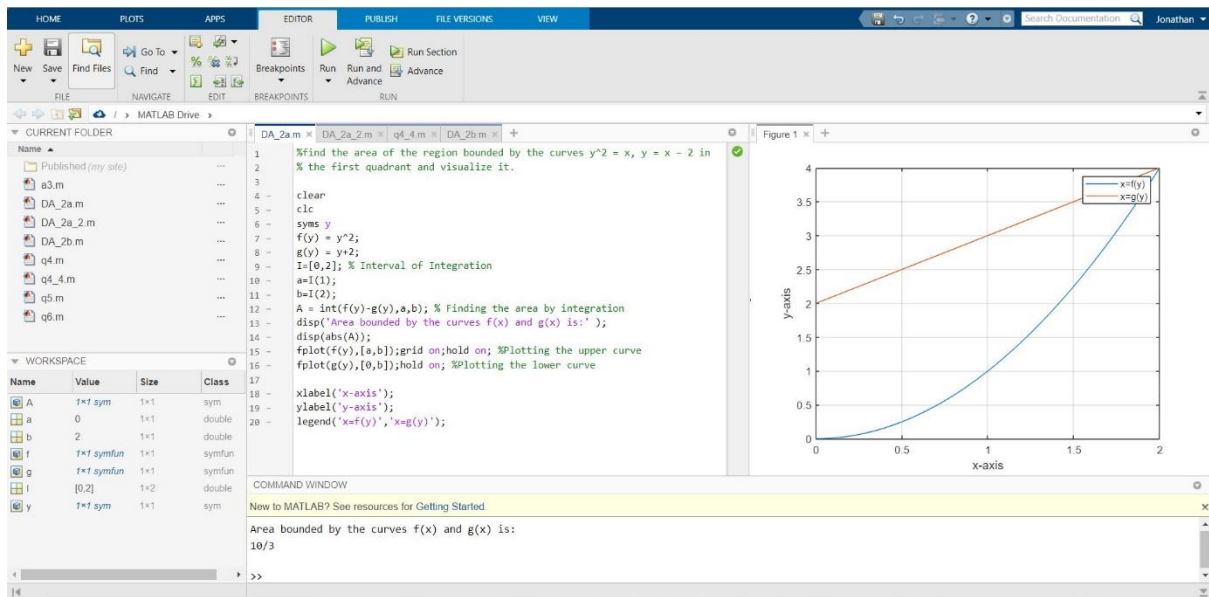 HOME PLOTS APPS EDITOR PUBLISH FILE VERSIONS VIEW Search Documentation Jonathan
New Save Find Files Go To Find Breakpoints Run Run and Advance Run Section Advance
FILE NAVIGATE EDIT BREAKPOINTS RUN
/ › MATLAB Drive ›
CURRENT FOLDER
Name
Published (my site)
a3.m
DA_2a.m
DA_2a_2.m
DA_2b.m
q4.m
q4_4.m
q5.m
q6.m
WORKSPACE
Name Value Size Class
A 1×1 sym 1×1 sym
a 0 1×1 double
b 2 1×1 double
f 1×1 symfun 1×1 symfun
g 1×1 symfun 1×1 symfun
I [0,2] 1×2 double
y 1×1 sym 1×1 sym
DA_2a.m × DA_2a_2.m × q4_4.m × DA_2b.m × +
1 %find the area of the region bounded by the curves y^2 = x, y = x - 2 in
2 % the first quadrant and visualize it.
3
4 - clear
5 - clc
6 - syms y
7 - f(y) = y^2;
8 - g(y) = y+2;
9 - I=[0,2]; % Interval of Integration
10 - a=I(1);
11 - b=I(2);
12 - A = int(f(y)-g(y),a,b); % Finding the area by integration
13 - disp('Area bounded by the curves f(x) and g(x) is:' );
14 - disp(abs(A));
15 - fplot(f(y),[a,b]);grid on;hold on; %Plotting the upper curve
16 - fplot(g(y),[0,b]);hold on; %Plotting the lower curve
17
18 - xlabel('x-axis');
19 - ylabel('y-axis');
20 - legend('x=f(y)','x=g(y)');
Figure 1 × +
4
3.5
3
2.5
2
1.5
1
0.5
0
y-axis
x=f(y)
x=g(y)
0 0.5 1 1.5 2
x-axis
COMMAND WINDOW
New to MATLAB? See resources for Getting Started.
Area bounded by the curves f(x) and g(x) is:
10/3
>>